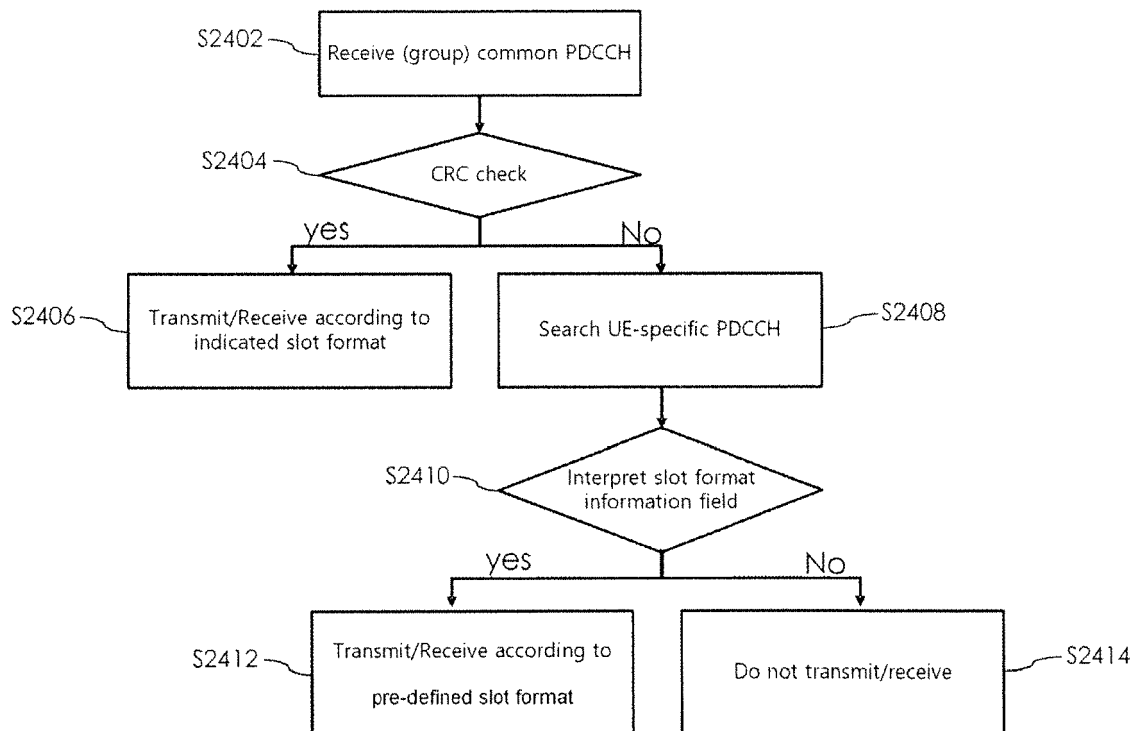 S2402
Receive (group) common PDCCH
S2404
CRC check
yes
No
S2406
Transmit/Receive according to
indicated slot format
Search UE-specific PDCCH
S2408
S2410
Interpret slot format
information field
yes
No
S2412
Transmit/Receive according to
pre-defined slot format
Do not transmit/receive
S2414